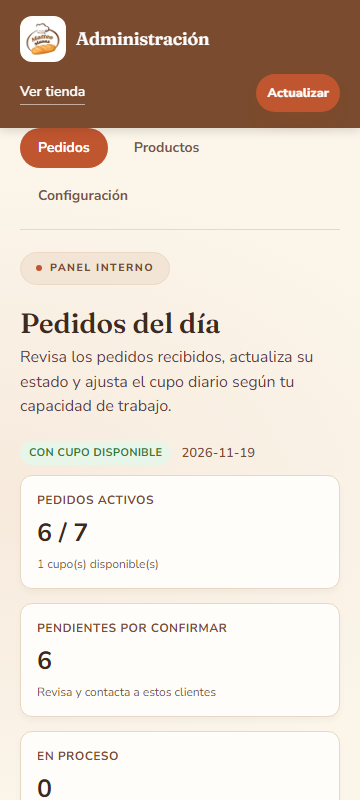 Administración
Ver tienda
Actualizar
Pedidos
Productos
Configuración
PANEL INTERNO
Pedidos del día
Revisa los pedidos recibidos, actualiza su
estado y ajusta el cupo diario según tu
capacidad de trabajo.
CON CUPO DISPONIBLE 2026-11-19
PEDIDOS ACTIVOS
6 / 7
1 cupo(s) disponible(s)
PENDIENTES POR CONFIRMAR
6
Revisa y contacta a estos clientes
EN PROCESO
0